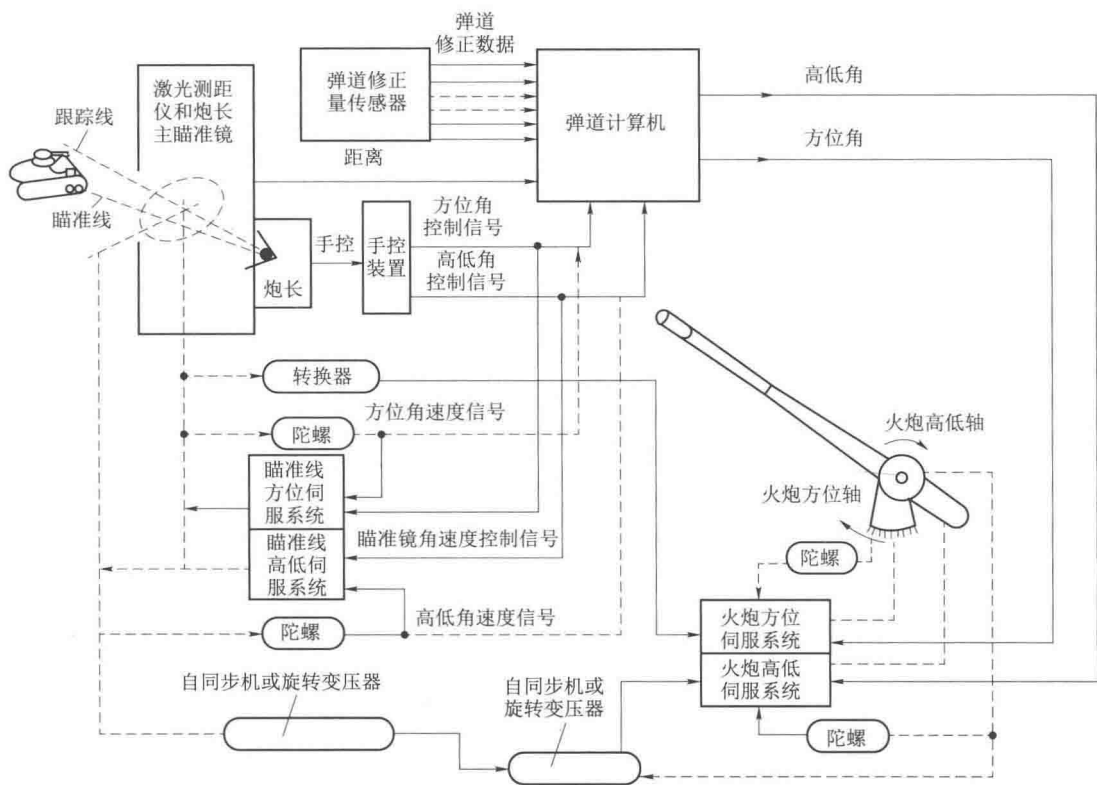 弹道
修正数据
弹道修正
量传感器
弹道计算机
高低角
方位角
激光测距
仪和炮长
主瞄准镜
跟踪线
瞄准线
距离
方位角
控制信号
手控
手控
装置
高低角
控制信号
炮长
转换器
方位角速度信号
陀螺
瞄准线
方位伺
服系统
瞄准线
高低伺
服系统
瞄准镜角速度控制信号
高低角速度信号
陀螺
火炮高低轴
火炮方位轴
陀螺
火炮方位
伺服系统
火炮高低
伺服系统
陀螺
自同步机或旋转变压器
自同步机或
旋转变压器